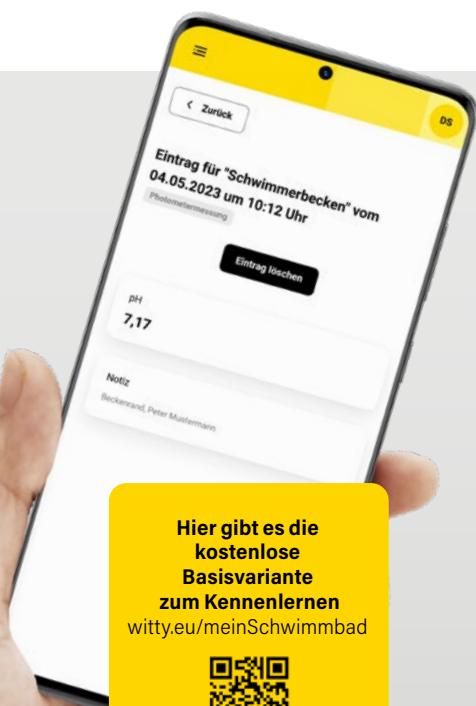 DS
Zurück
Eintrag für "Schwimmerbecken" vom
04.05.2023 um 10:12 Uhr
Photometermessung
Eintrag löschen
pH
7,17
Notiz
Beckenrand, Peter Mustermann
Hier gibt es die
kostenlose
Basisvariante
zum Kennenlernen
witty.eu/meinSchwimmbad